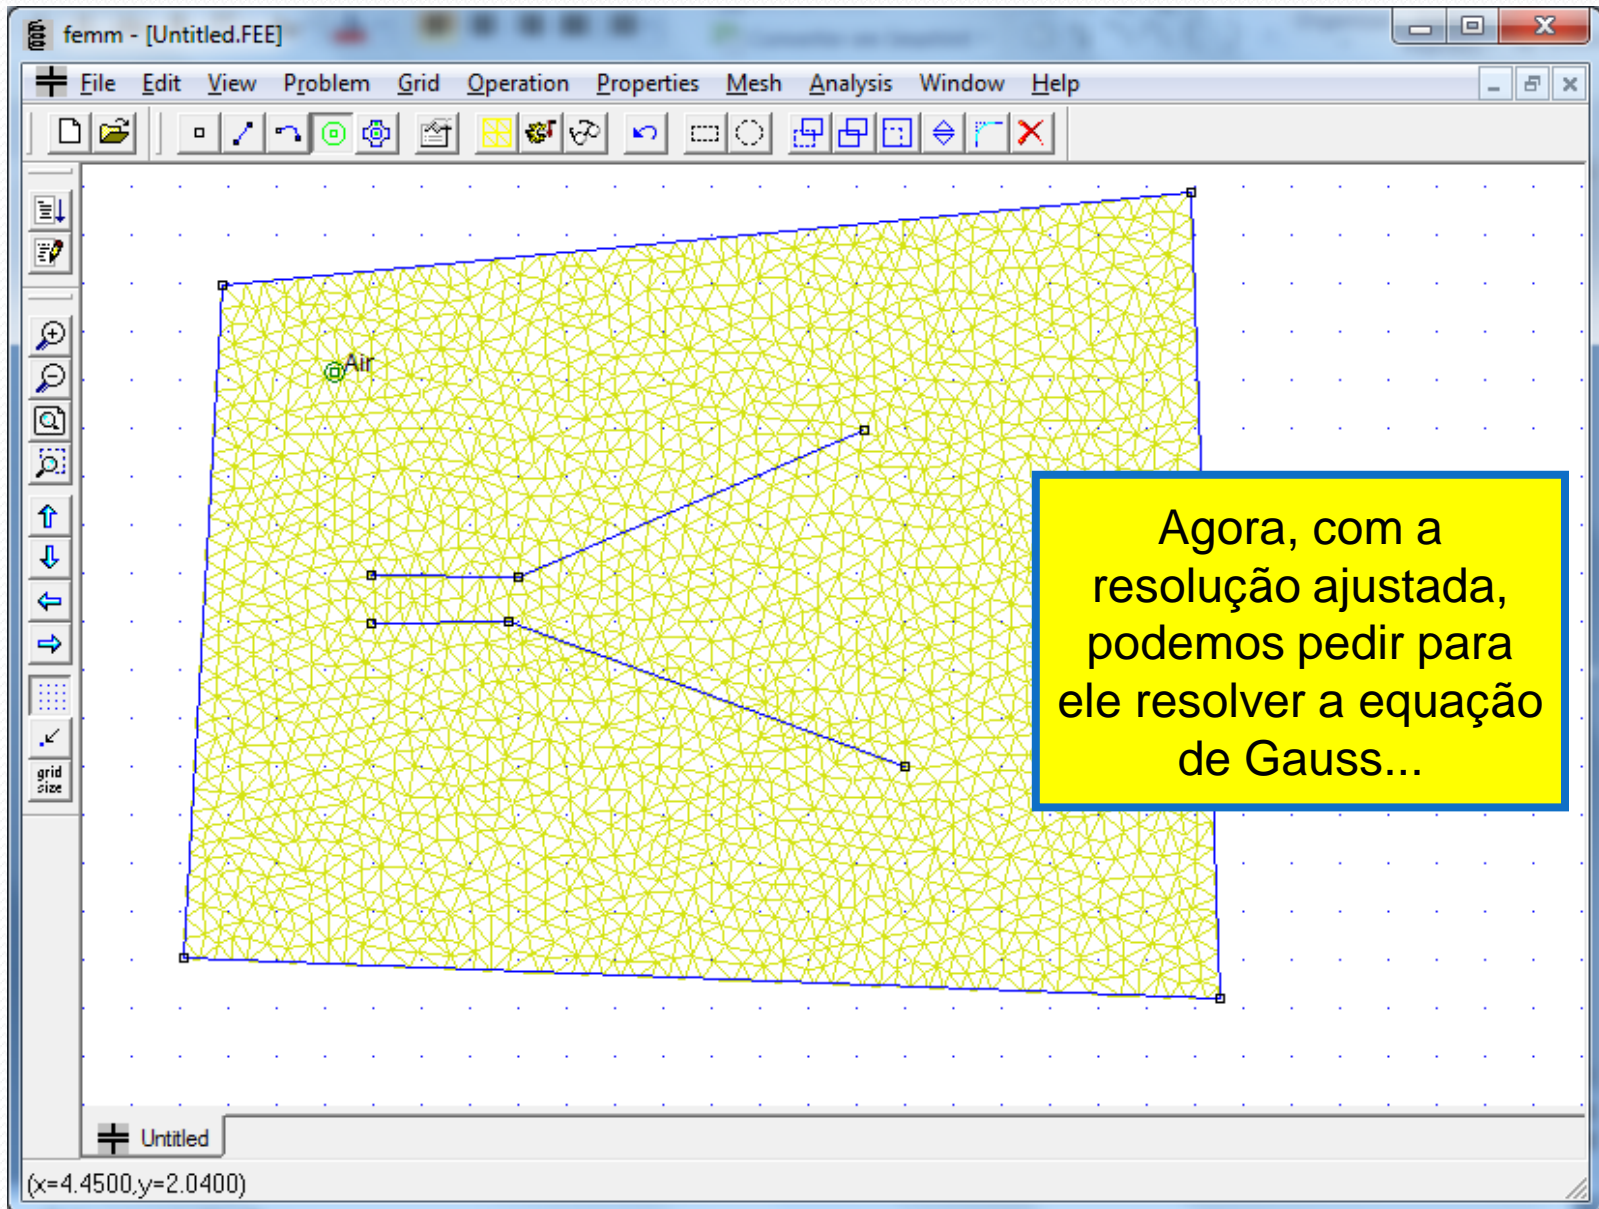 femm - [Untitled.FEE]
File Edit View Problem Grid Operation Properties Mesh Analysis Window Help
grid
size
Air
Agora, com a
resolução ajustada,
podemos pedir para
ele resolver a equação
de Gauss...
Untitled
(x=4.4500,y=2.0400)